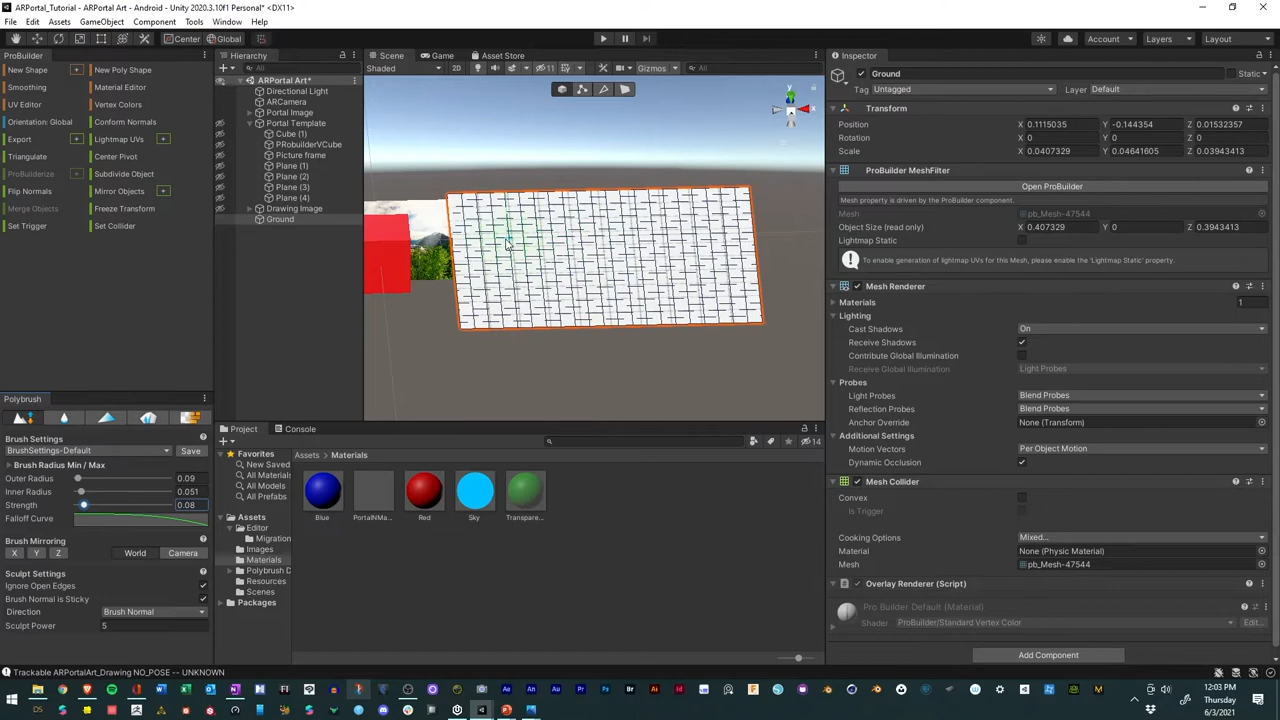 ARPortal_Tutorial - ARPortal Art - Android - Unity 2020.3.10f1 Personal* <DX11>
File Edit Assets GameObject Component Tools Window Help
Center Global Account Layers Layout
ProBuilder
New Shape New Poly Shape
Smoothing Material Editor
UV Editor Vertex Colors
Orientation: Global Conform Normals
Export Lightmap UVs
Triangulate Center Pivot
ProBuilderize Subdivide Object
Flip Normals Mirror Objects
Merge Objects Freeze Transform
Set Trigger Set Collider
Hierarchy
All
ARPortal Art*
Directional Light
ARCamera
Portal Image
Portal Template
Cube (1)
PRobuilderVCube
Picture frame
Plane (1)
Plane (2)
Plane (3)
Plane (4)
Drawing Image
Ground
Scene Game Asset Store
Shaded 2D 11 Gizmos All
y
x
Inspector
Ground Static
Tag Untagged Layer Default
Transform
Position X 0.1115035 Y -0.144354 Z 0.01532357
Rotation X 0 Y 0 Z 0
Scale X 0.0407329 Y 0.04641605 Z 0.03943413
ProBuilder MeshFilter
Open ProBuilder
Mesh property is driven by the ProBuilder component.
Mesh pb_Mesh-47544
Object Size (read only) X 0.407329 Y 0 Z 0.3943413
Lightmap Static
To enable generation of lightmap UVs for this Mesh, please enable the 'Lightmap Static' property.
Mesh Renderer
Materials 1
Lighting
Cast Shadows On
Receive Shadows
Contribute Global Illumination
Receive Global Illumination Light Probes
Probes
Light Probes Blend Probes
Reflection Probes Blend Probes
Anchor Override None (Transform)
Additional Settings
Motion Vectors Per Object Motion
Dynamic Occlusion
Mesh Collider
Convex
Is Trigger
Cooking Options Mixed...
Material None (Physic Material)
Mesh pb_Mesh-47544
Overlay Renderer (Script)
Pro Builder Default (Material)
Shader ProBuilder/Standard Vertex Color Edit...
Add Component
Polybrush
Brush Settings
BrushSettings-Default Save
Brush Radius Min / Max
Outer Radius 0.09
Inner Radius 0.051
Strength 0.08
Falloff Curve
Brush Mirroring
X Y Z World Camera
Sculpt Settings
Ignore Open Edges
Brush Normal is Sticky
Direction Brush Normal
Sculpt Power 5
Project Console
14
Favorites
New Saved
All Materials
All Models
All Prefabs
Assets
Editor
Migration
Images
Materials
Polybrush D
Resources
Scenes
Packages
Assets Materials
Blue PortalNMa... Red Sky Transpare...
Trackable ARPortalArt_Drawing NO_POSE -- UNKNOWN
12:03 PM
Thursday
6/3/2021